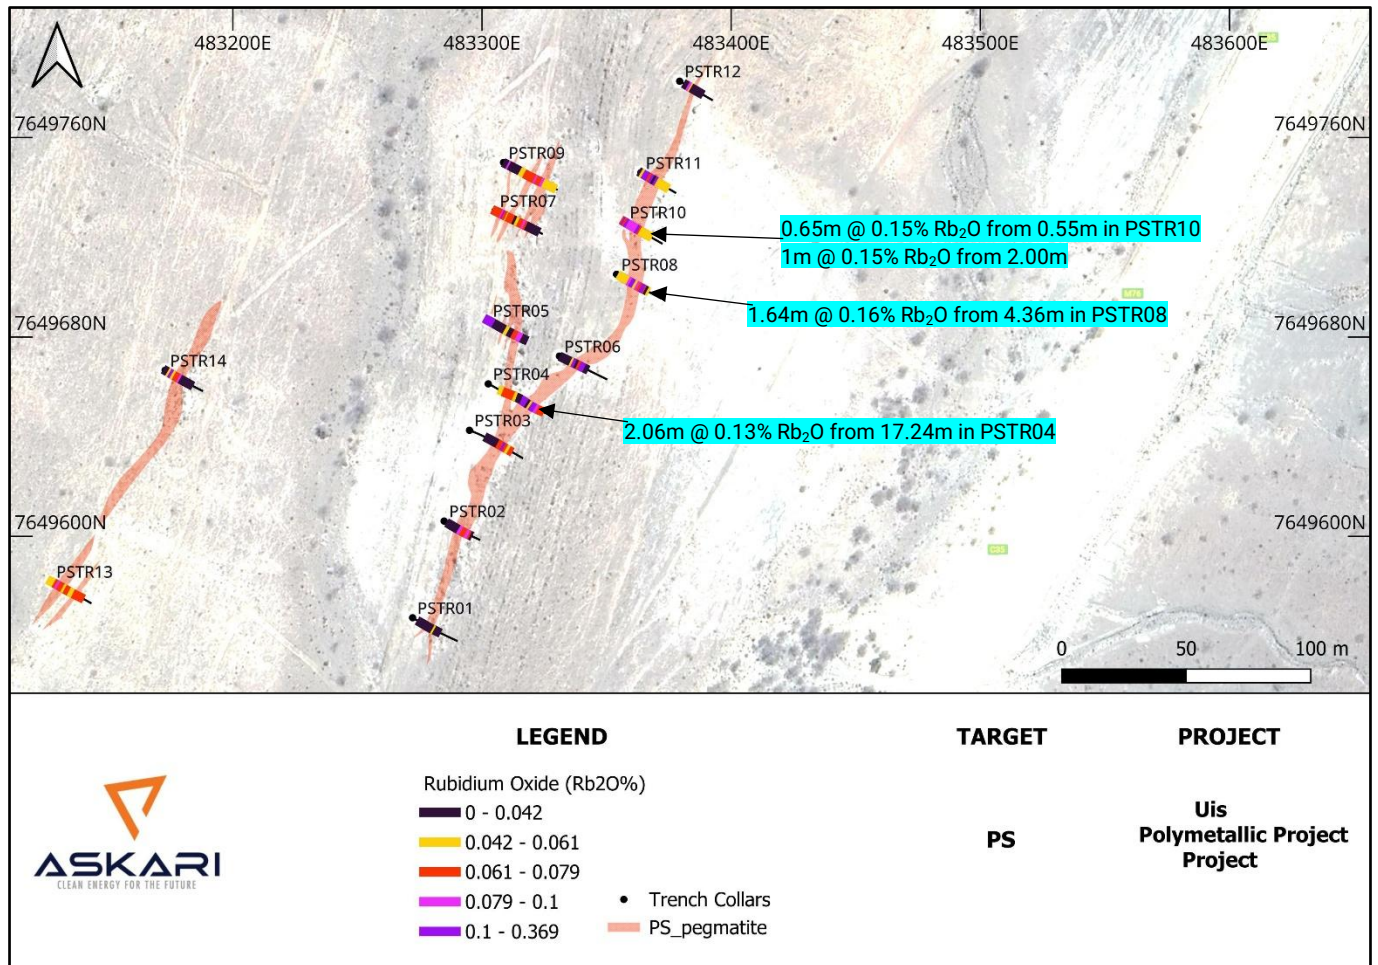 483200E
483300E
483400E
483500E
483600E
PSTR12
7649760N
7649760N
PSTR09
PSTR11
PSTR07
PSTR10
0.65m @ 0.15% Rb₂O from 0.55m in PSTR10
1m @ 0.15% Rb₂O from 2.00m
PSTR08
M76
1.64m @ 0.16% Rb₂O from 4.36m in PSTR08
PSTR05
7649680N
7649680N
PSTR06
PSTR14
PSTR04
PSTR03
2.06m @ 0.13% Rb₂O from 17.24m in PSTR04
PSTR02
7649600N
7649600N
PSTR13
PSTR01
0 50 100 m
LEGEND
TARGET
PROJECT
Rubidium Oxide (Rb2O%)
0 - 0.042
0.042 - 0.061
0.061 - 0.079
0.079 - 0.1
0.1 - 0.369
Trench Collars
PS_pegmatite
PS
Uis
Polymetallic Project
Project
ASKARI
CLEAN ENERGY FOR THE FUTURE